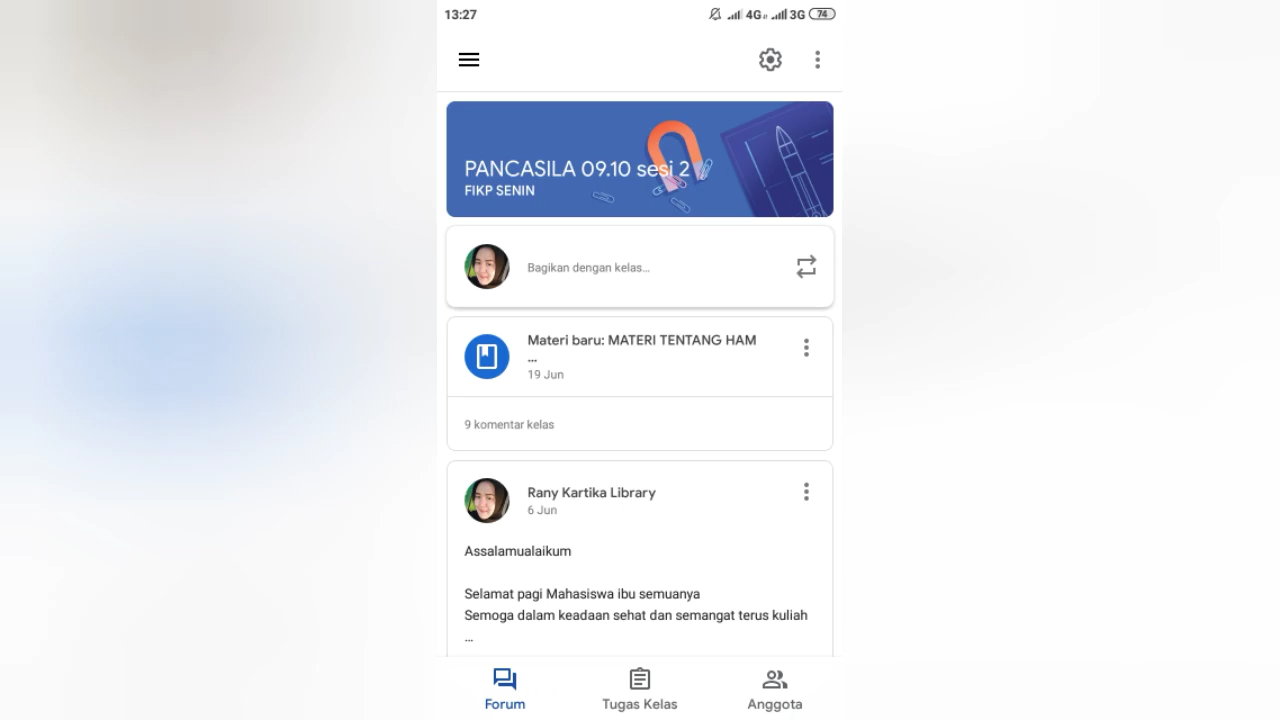 13:27
4G 3G 74
PANCASILA 09.10 sesi 2
FIKP SENIN
Bagikan dengan kelas...
Materi baru: MATERI TENTANG HAM
...
19 Jun
9 komentar kelas
Rany Kartika Library
6 Jun
Assalamualaikum
Selamat pagi Mahasiswa ibu semuanya
Semoga dalam keadaan sehat dan semangat terus kuliah
...
Forum Tugas Kelas Anggota